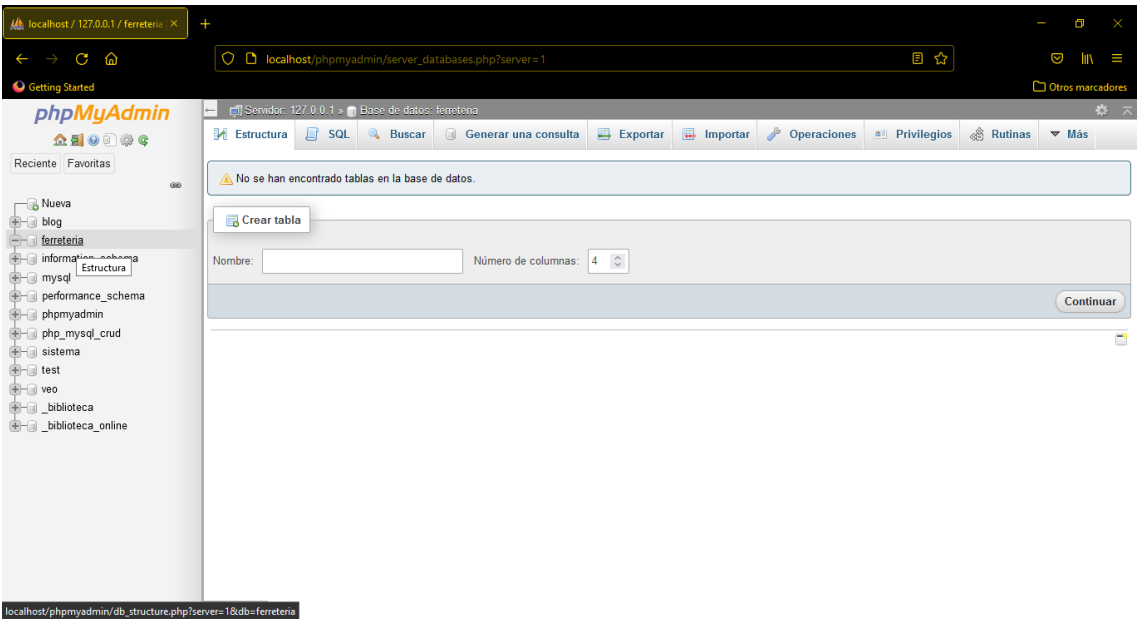 localhost / 127.0.0.1 / ferreteria
localhost/phpmyadmin/server_databases.php?server=1
Getting Started
Otros marcadores
phpMyAdmin
Reciente Favoritas
Nueva
blog
ferreteria
information_schema
Estructura
mysql
performance_schema
phpmyadmin
php_mysql_crud
sistema
test
veo
_biblioteca
_biblioteca_online
Servidor: 127.0.0.1 » Base de datos: ferreteria
Estructura SQL Buscar Generar una consulta Exportar Importar Operaciones Privilegios Rutinas Más
No se han encontrado tablas en la base de datos.
Crear tabla
Nombre: Número de columnas: 4
Continuar
localhost/phpmyadmin/db_structure.php?server=1&db=ferreteria